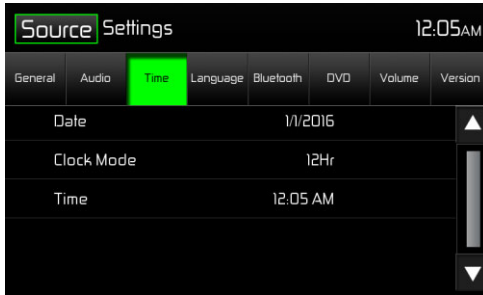 Source Settings 12:05AM
General Audio Time Language Bluetooth DVD Volume Version
Date 1/1/2016
Clock Mode 12Hr
Time 12:05 AM